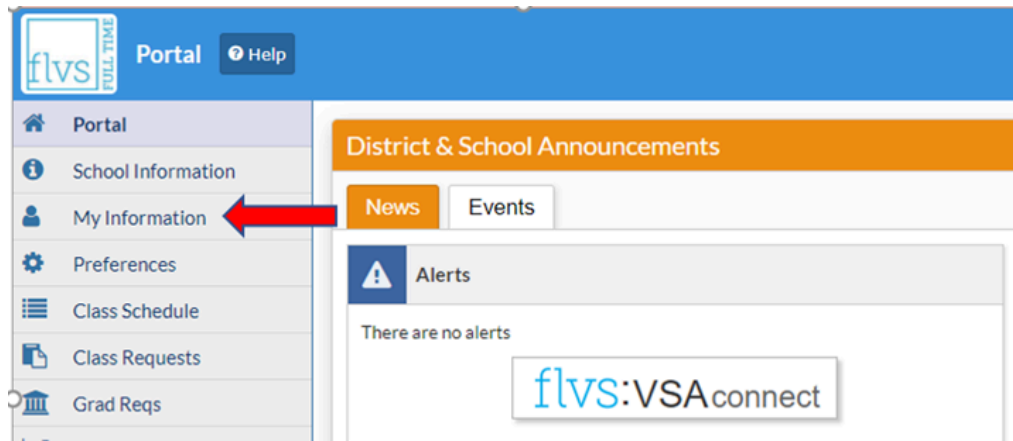 flvs FULL TIME
Portal
Help
Portal
School Information
My Information
Preferences
Class Schedule
Class Requests
Grad Reqs
District & School Announcements
News
Events
Alerts
There are no alerts
flvs:VSAconnect